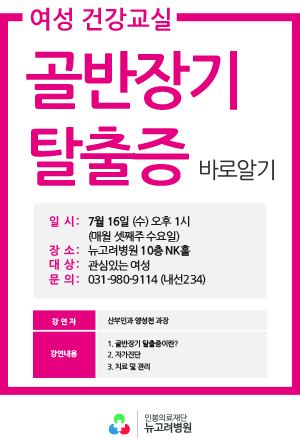 여성 건강교실
골반장기
탈출증 바로알기
일 시 : 7월 16일 (수) 오후 1시
(매월 셋째주 수요일)
장 소 : 뉴고려병원 10층 NK홀
대 상 : 관심있는 여성
문 의 : 031-980-9114 (내선234)
강 연 자 산부인과 양성천 과장
강연내용 1. 골반장기 탈출증이란?
2. 자가진단
3. 치료 및 관리
인봉의료재단
뉴고려병원